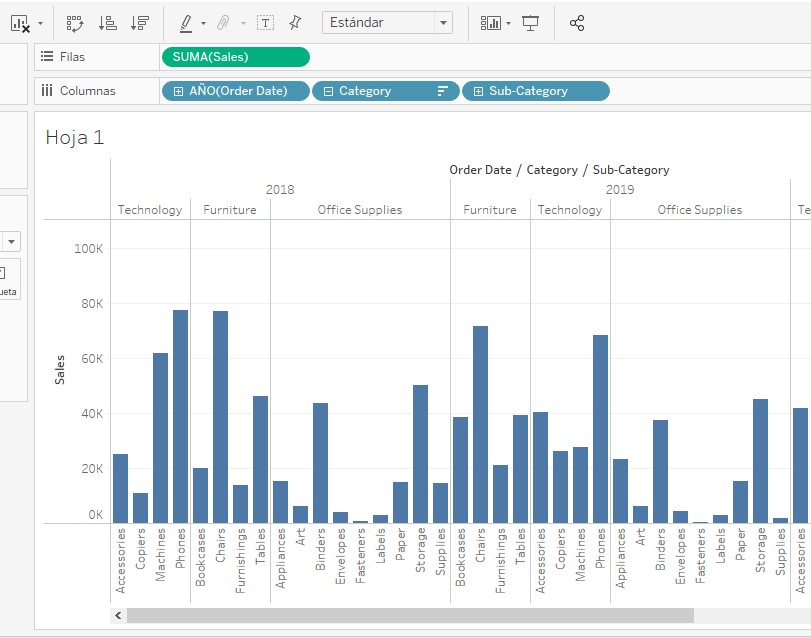 Estándar
Filas
SUMA(Sales)
Columnas
AÑO(Order Date)
Category
Sub-Category
Hoja 1
Order Date / Category / Sub-Category
2018
2019
Technology
Furniture
Office Supplies
Furniture
Technology
Office Supplies
Te
ueta
Sales
100K
80K
60K
40K
20K
0K
Accessories
Copiers
Machines
Phones
Bookcases
Chairs
Furnishings
Tables
Appliances
Art
Binders
Envelopes
Fasteners
Labels
Paper
Storage
Supplies
Bookcases
Chairs
Furnishings
Tables
Accessories
Copiers
Machines
Phones
Appliances
Art
Binders
Envelopes
Fasteners
Labels
Paper
Storage
Supplies
Accessories